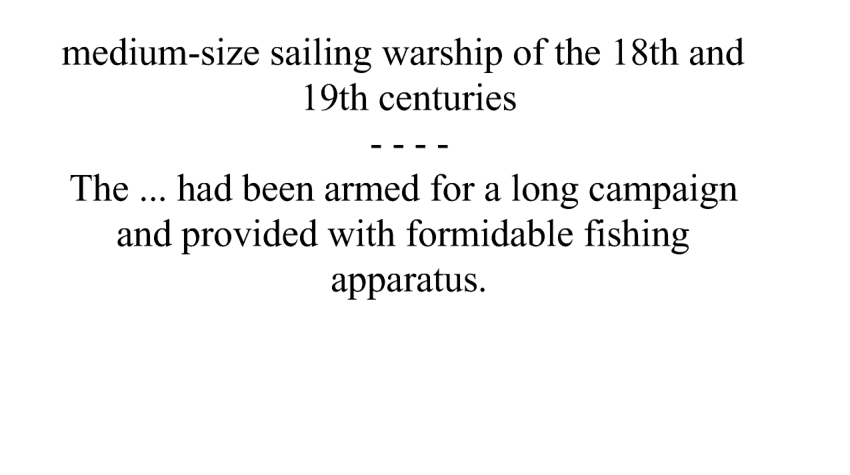 medium-size sailing warship of the 18th and
19th centuries
- - - -
The ... had been armed for a long campaign
and provided with formidable fishing
apparatus.